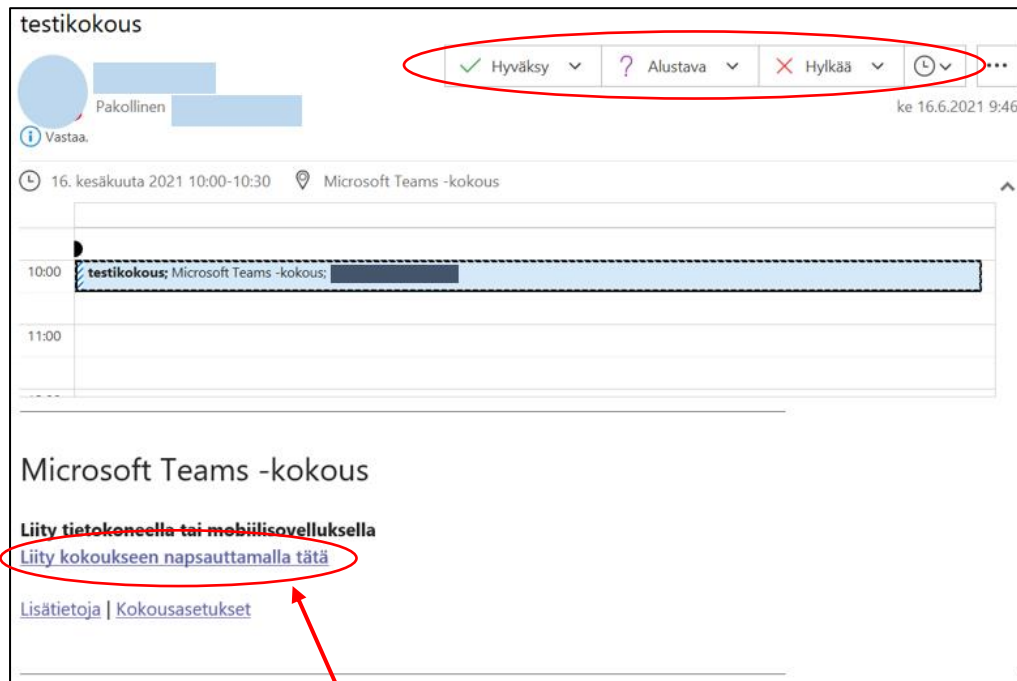 testikokous
Hyväksy Alustava Hylkää ...
Pakollinen
ke 16.6.2021 9:46
Vastaa.
16. kesäkuuta 2021 10:00-10:30 Microsoft Teams -kokous
10:00 testikokous; Microsoft Teams -kokous;
11:00
Microsoft Teams -kokous
Liity tietokoneella tai mobiilisovelluksella
Liity kokoukseen napsauttamalla tätä
Lisätietoja | Kokousasetukset